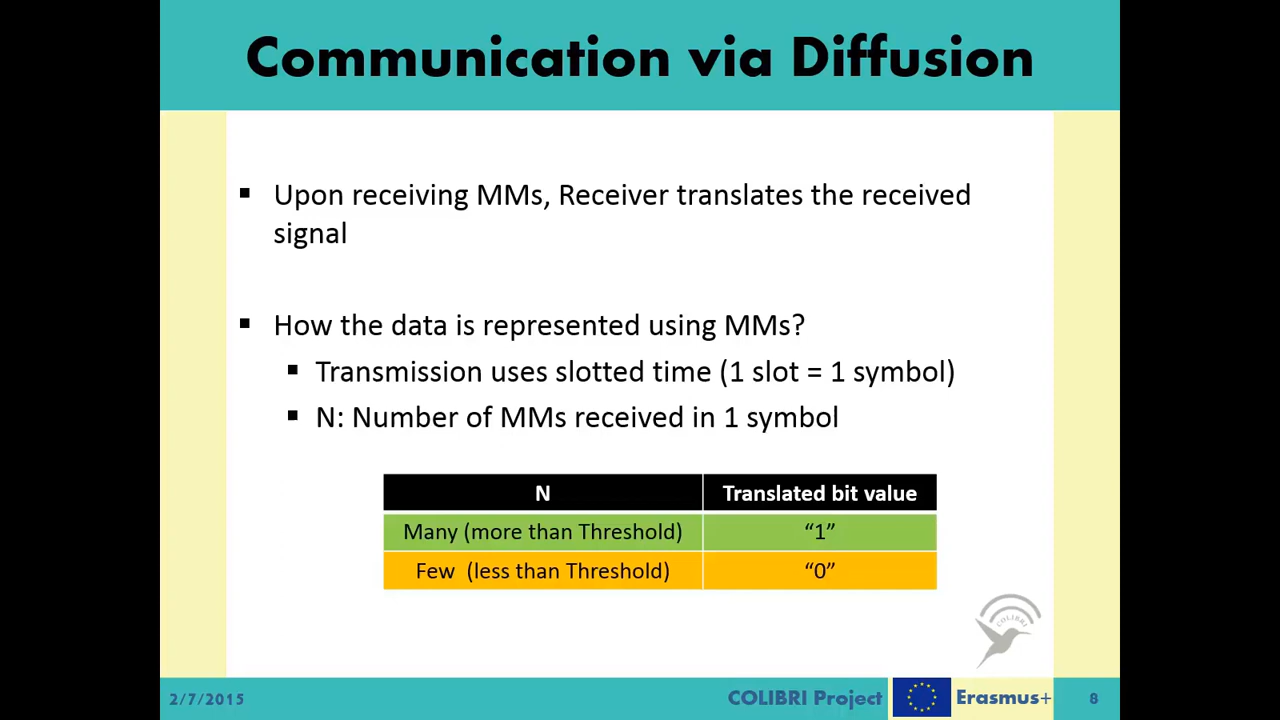 Communication via Diffusion
▪ Upon receiving MMs, Receiver translates the received
signal
▪ How the data is represented using MMs?
▪ Transmission uses slotted time (1 slot = 1 symbol)
▪ N: Number of MMs received in 1 symbol
N Translated bit value
Many (more than Threshold) “1”
Few (less than Threshold) “0”
COLIBRI
2/7/2015 COLIBRI Project Erasmus+ 8